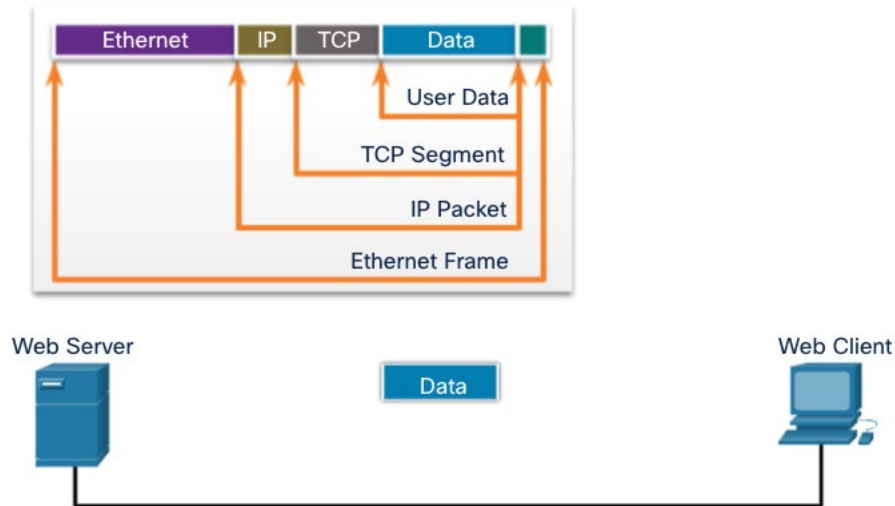 Ethernet IP TCP Data
User Data
TCP Segment
IP Packet
Ethernet Frame
Web Server
Web Client
Data